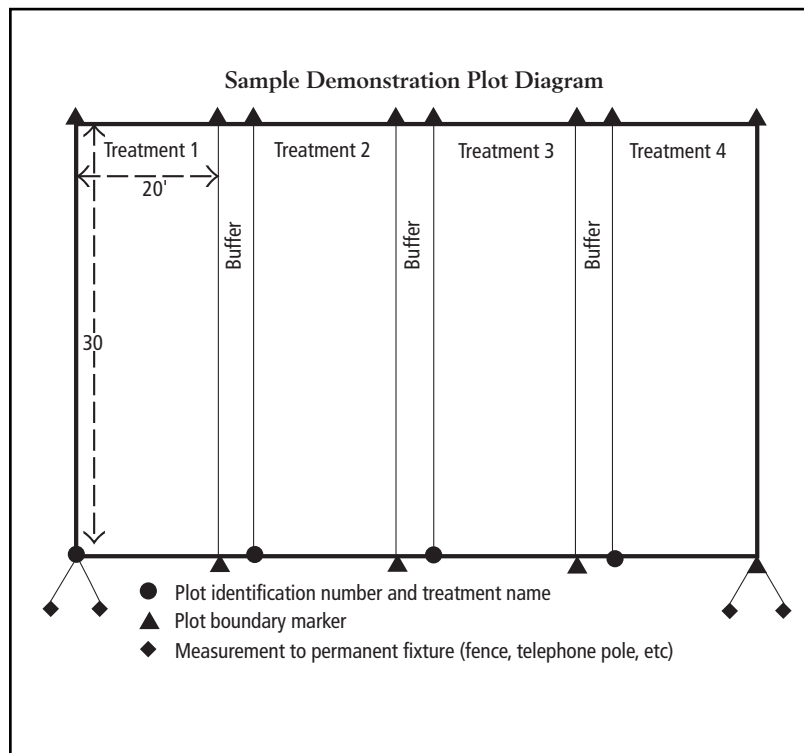 Sample Demonstration Plot Diagram
Treatment 1
Treatment 2
Treatment 3
Treatment 4
20'
Buffer
Buffer
Buffer
30
Plot identification number and treatment name
Plot boundary marker
Measurement to permanent fixture (fence, telephone pole, etc)